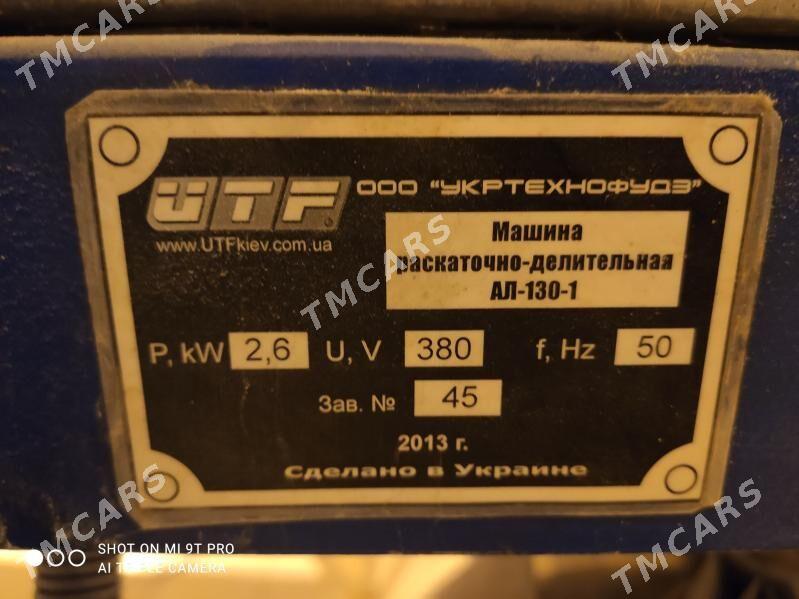 TMCARS
TMCARS
UTF
ООО "УКРТЕХНОФУДЗ"
www.UTFkiev.com.ua
Машина
раскаточно-делительная
АЛ-130-1
TMCARS
P, kW 2,6 U, V 380 f, Hz 50
Зав. № 45
2013 г.
Сделано в Украине
TMCARS
TMCARS
SHOT ON MI 9T PRO
AI TRIPLE CAMERA
TMCARS